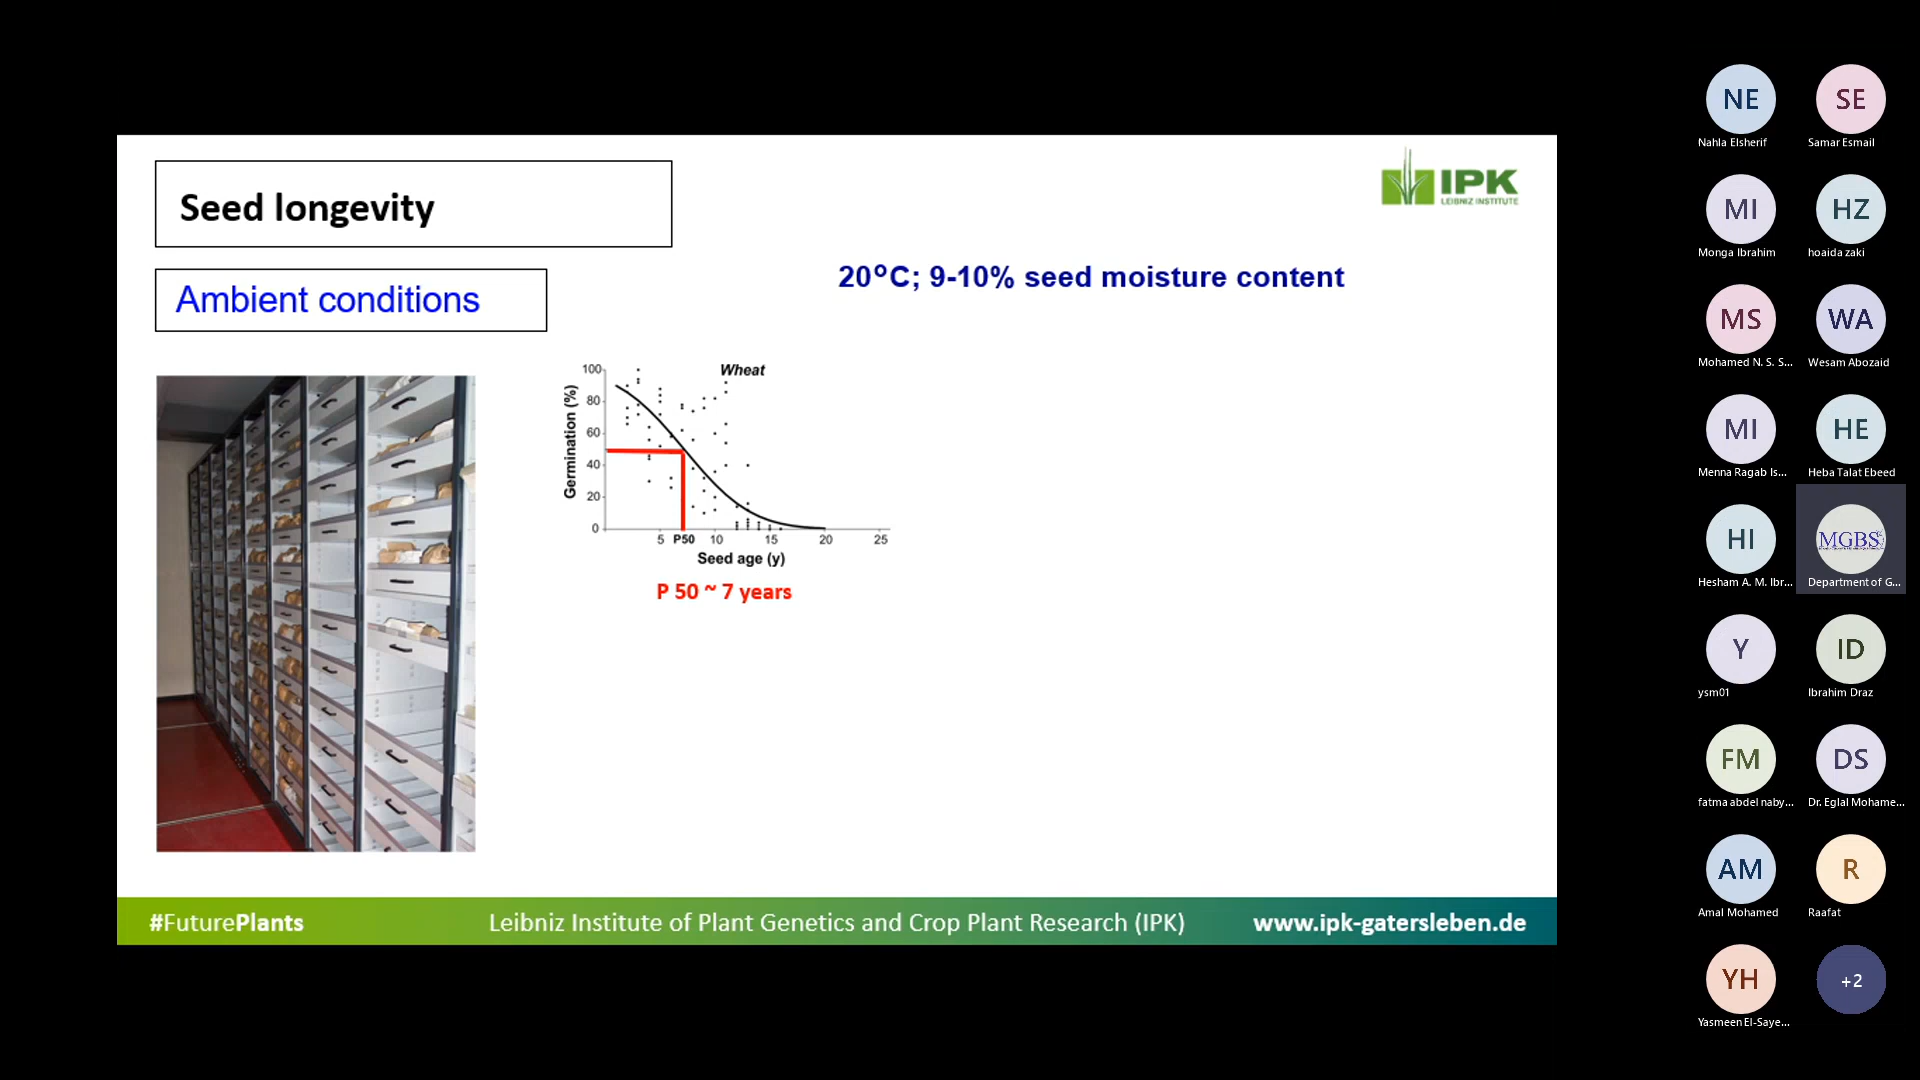 Seed longevity
IPK
LEIBNIZ INSTITUTE
Ambient conditions
20°C; 9-10% seed moisture content
Wheat
Germination (%)
100
80
60
40
20
0
5 P50 10 15 20 25
Seed age (y)
P 50 ~ 7 years
#FuturePlants
Leibniz Institute of Plant Genetics and Crop Plant Research (IPK)
www.ipk-gatersleben.de
NE
Nahla Elsherif
SE
Samar Esmail
MI
Monga Ibrahim
HZ
hoaida zaki
MS
Mohamed N. S. S...
WA
Wesam Abozaid
MI
Menna Ragab Is...
HE
Heba Talat Ebeed
HI
Hesham A. M. Ibr...
MGBS
Department of G...
Y
ysm01
ID
Ibrahim Draz
FM
fatma abdel naby...
DS
Dr. Eglal Mohame...
AM
Amal Mohamed
R
Raafat
YH
Yasmeen El-Saye...
+2